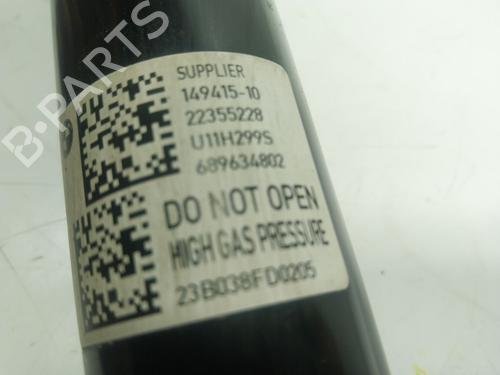 SUPPLIER
149415-10
22355228
U11H299S
689634802
DO NOT OPEN
HIGH GAS PRESSURE
23B038FD0205
B-PARTS